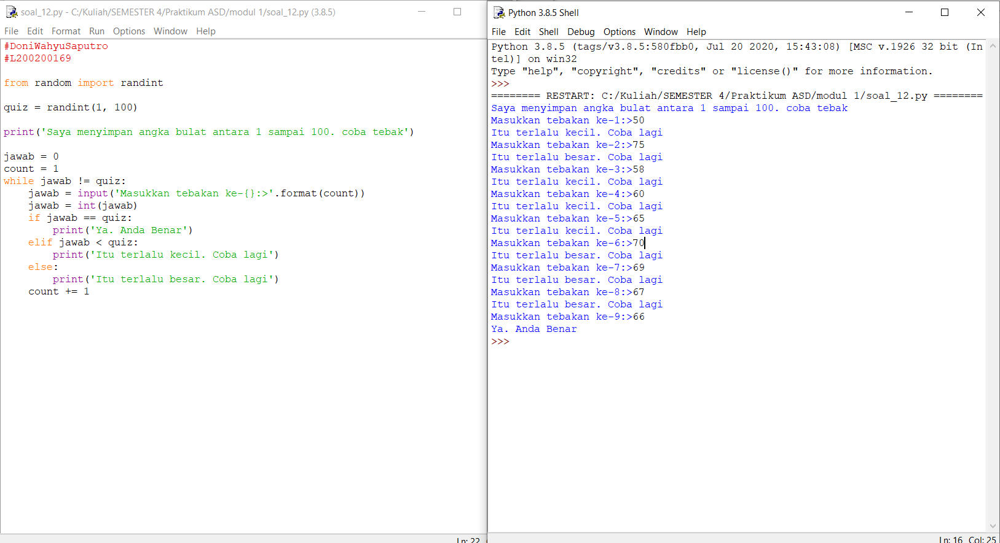 soal_12.py - C:/Kuliah/SEMESTER 4/Praktikum ASD/modul 1/soal_12.py (3.8.5)
File Edit Format Run Options Window Help
#DoniWahyuSaputro
#L200200169
from random import randint
quiz = randint(1, 100)
print('Saya menyimpan angka bulat antara 1 sampai 100. coba tebak')
jawab = 0
count = 1
while jawab != quiz:
    jawab = input('Masukkan tebakan ke-{}:>'.format(count))
    jawab = int(jawab)
    if jawab == quiz:
        print('Ya. Anda Benar')
    elif jawab < quiz:
        print('Itu terlalu kecil. Coba lagi')
    else:
        print('Itu terlalu besar. Coba lagi')
    count += 1
Ln: 22
Python 3.8.5 Shell
File Edit Shell Debug Options Window Help
Python 3.8.5 (tags/v3.8.5:580fbb0, Jul 20 2020, 15:43:08) [MSC v.1926 32 bit (In
tel)] on win32
Type "help", "copyright", "credits" or "license()" for more information.
>>>
======== RESTART: C:/Kuliah/SEMESTER 4/Praktikum ASD/modul 1/soal_12.py ========
Saya menyimpan angka bulat antara 1 sampai 100. coba tebak
Masukkan tebakan ke-1:>50
Itu terlalu kecil. Coba lagi
Masukkan tebakan ke-2:>75
Itu terlalu besar. Coba lagi
Masukkan tebakan ke-3:>58
Itu terlalu kecil. Coba lagi
Masukkan tebakan ke-4:>60
Itu terlalu kecil. Coba lagi
Masukkan tebakan ke-5:>65
Itu terlalu kecil. Coba lagi
Masukkan tebakan ke-6:>70
Itu terlalu besar. Coba lagi
Masukkan tebakan ke-7:>69
Itu terlalu besar. Coba lagi
Masukkan tebakan ke-8:>67
Itu terlalu besar. Coba lagi
Masukkan tebakan ke-9:>66
Ya. Anda Benar
>>>
Ln: 16 Col: 25